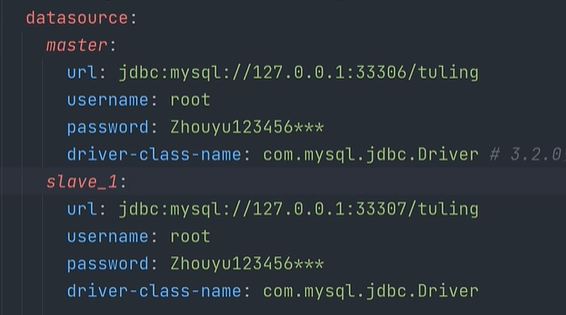 datasource:
master:
url: jdbc:mysql://127.0.0.1:33306/tuling
username: root
password: Zhouyu123456***
driver-class-name: com.mysql.jdbc.Driver # 3.2.0
slave_1:
url: jdbc:mysql://127.0.0.1:33307/tuling
username: root
password: Zhouyu123456***
driver-class-name: com.mysql.jdbc.Driver